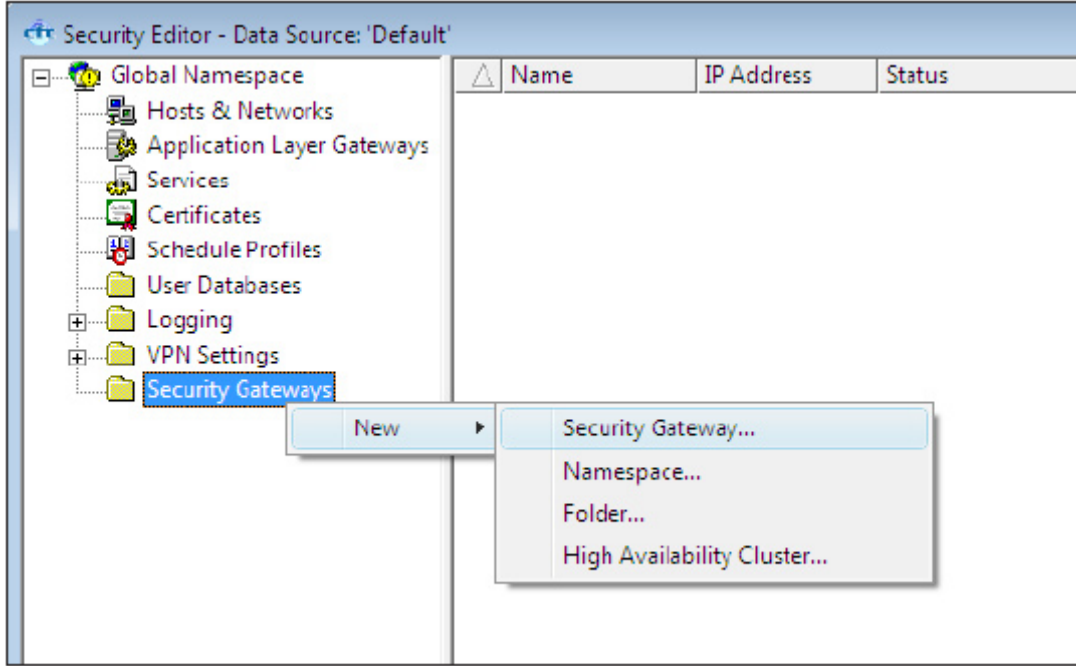 Security Editor - Data Source: 'Default'
Global Namespace
Name IP Address Status
Hosts & Networks
Application Layer Gateways
Services
Certificates
Schedule Profiles
User Databases
Logging
VPN Settings
Security Gateways
New
Security Gateway...
Namespace...
Folder...
High Availability Cluster...